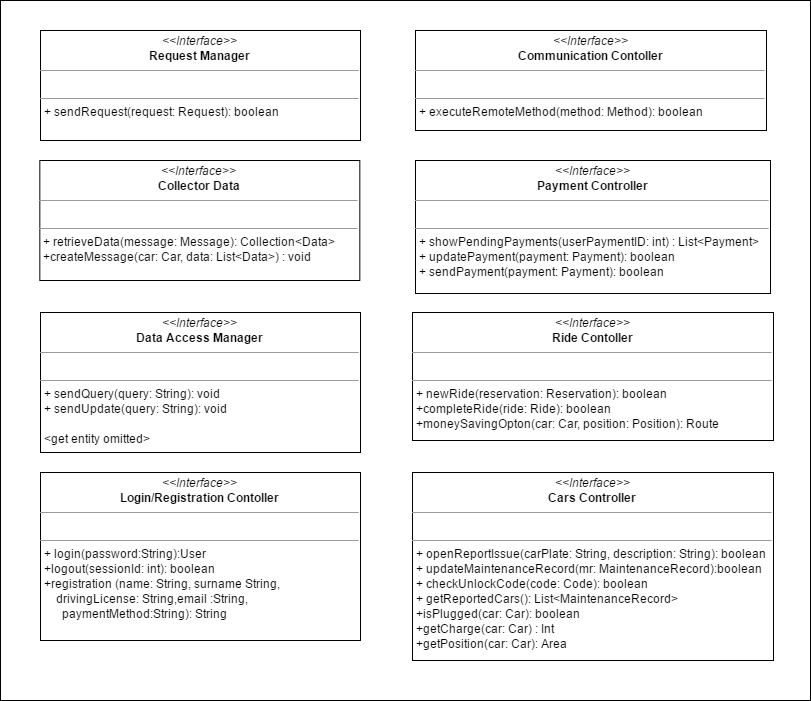 <<Interface>>
Request Manager
+ sendRequest(request: Request): boolean
<<Interface>>
Communication Contoller
+ executeRemoteMethod(method: Method): boolean
<<Interface>>
Collector Data
+ retrieveData(message: Message): Collection<Data>
+createMessage(car: Car, data: List<Data>) : void
<<Interface>>
Payment Controller
+ showPendingPayments(userPaymentID: int) : List<Payment>
+ updatePayment(payment: Payment): boolean
+ sendPayment(payment: Payment): boolean
<<Interface>>
Data Access Manager
+ sendQuery(query: String): void
+ sendUpdate(query: String): void
<get entity omitted>
<<Interface>>
Ride Contoller
+ newRide(reservation: Reservation): boolean
+completeRide(ride: Ride): boolean
+moneySavingOpton(car: Car, position: Position): Route
<<Interface>>
Login/Registration Contoller
+ login(password:String):User
+logout(sessionId: int): boolean
+registration (name: String, surname String,
drivingLicense: String,email :String,
paymentMethod:String): String
<<Interface>>
Cars Controller
+ openReportIssue(carPlate: String, description: String): boolean
+ updateMaintenanceRecord(mr: MaintenanceRecord):boolean
+ checkUnlockCode(code: Code): boolean
+ getReportedCars(): List<MaintenanceRecord>
+isPlugged(car: Car): boolean
+getCharge(car: Car) : Int
+getPosition(car: Car): Area